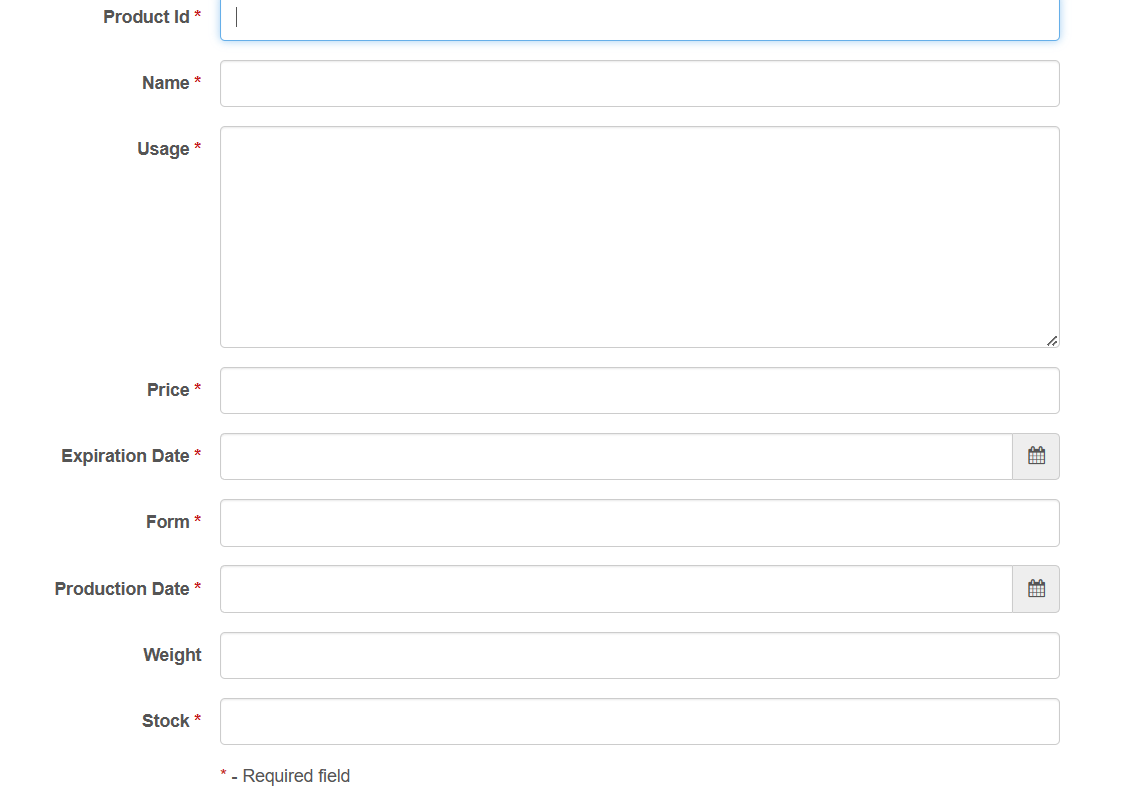 Product Id *
Name *
Usage *
Price *
Expiration Date *
Form *
Production Date *
Weight
Stock *
* - Required field